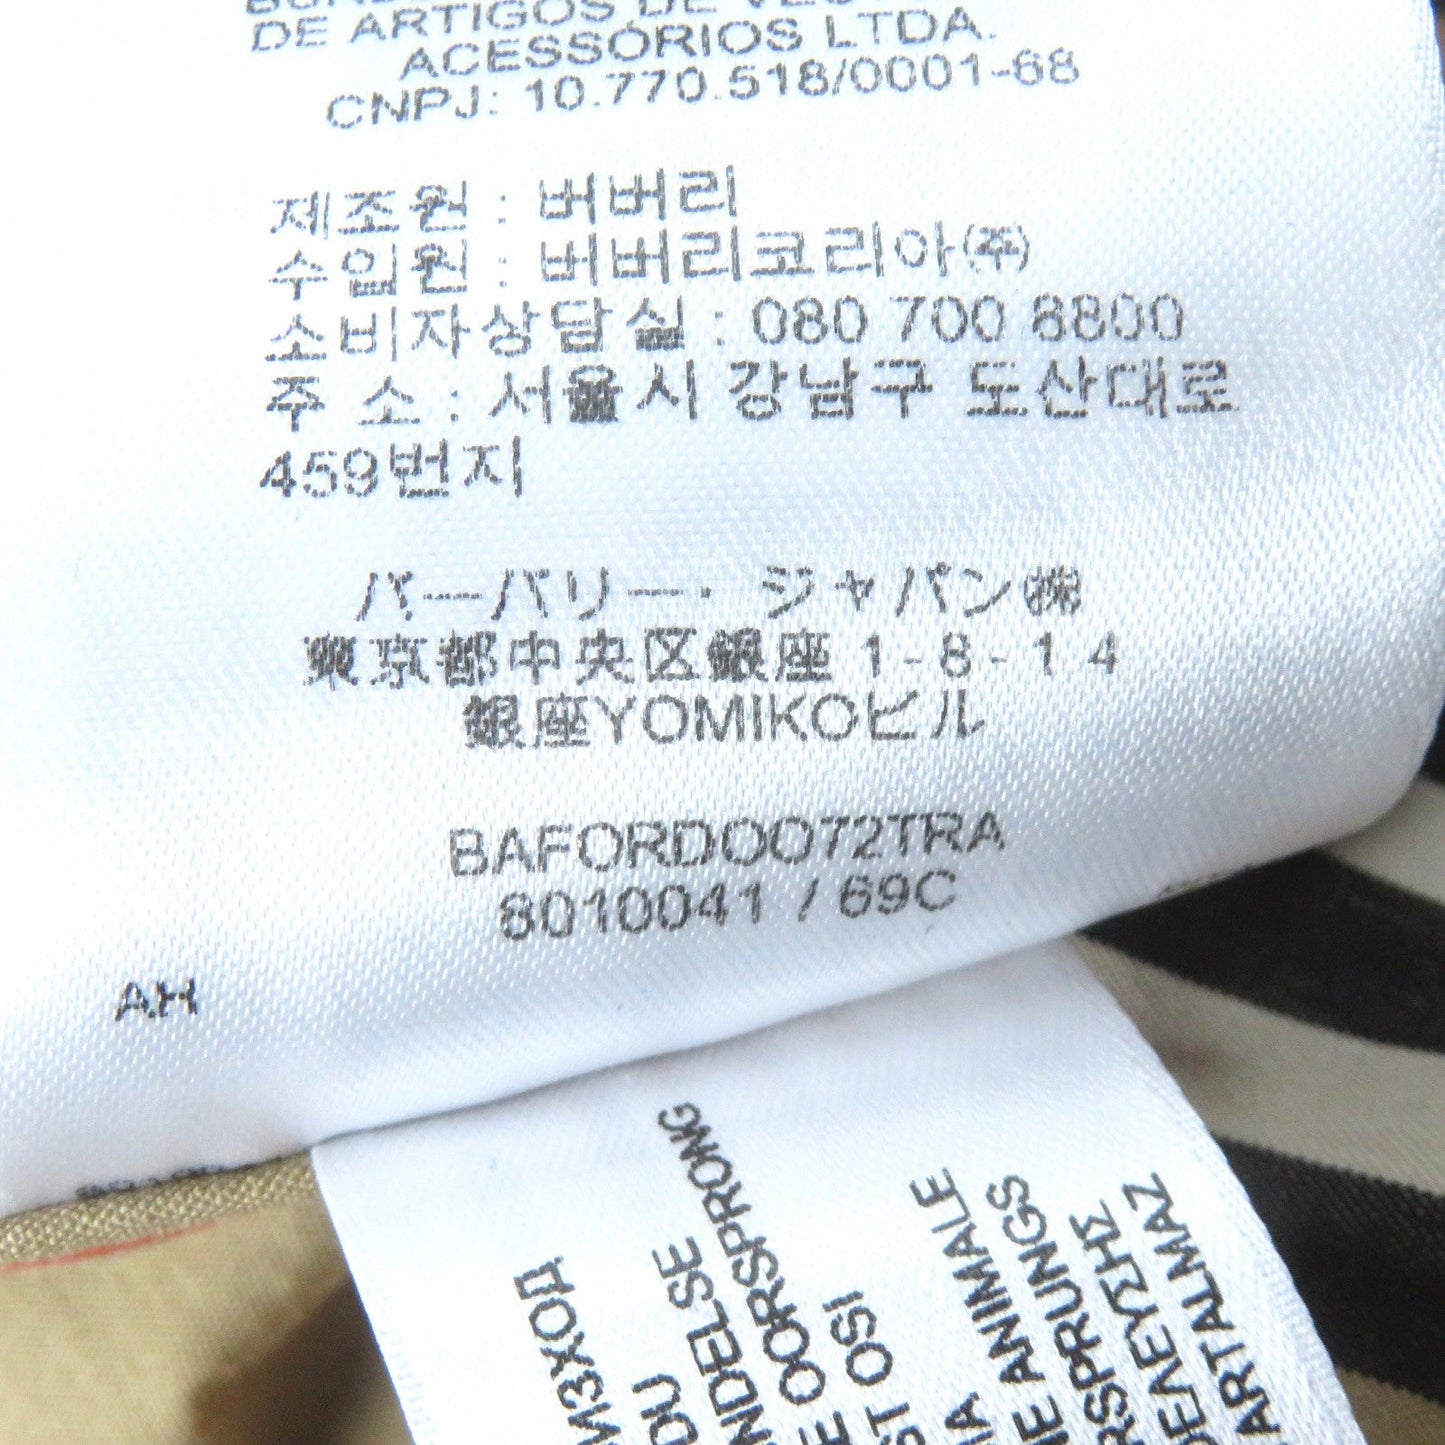 DE ARTIGOS DE
ACESSÓRIOS LTDA.
CNPJ: 10.770.518/0001-68
제조원 : 버버리
수입원 : 버버리코리아㈜
소비자상담실 : 080 700 8800
주 소 : 서울시 강남구 도산대로
459번지
バーバリー・ジャパン㈱
東京都中央区銀座 1-8-14
銀座YOMIKOビル
BAFORDOO72TRA
8010041 / 69C
AH
OORSPRONG
OST OSI
ANIMALE